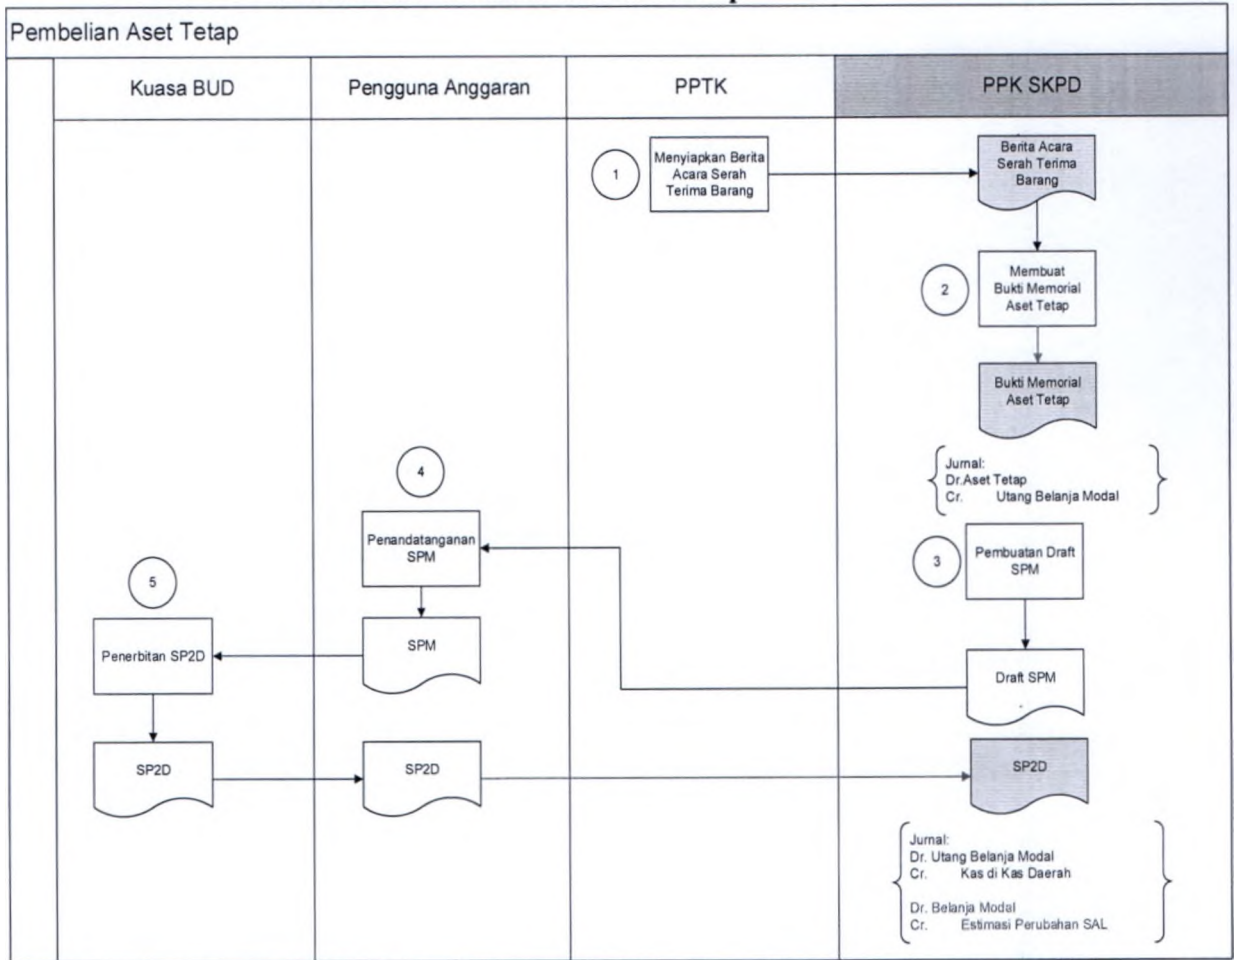 Pembelian Aset Tetap
Kuasa BUD
Pengguna Anggaran
PPTK
PPK SKPD
1
Menyiapkan Berita
Acara Serah
Terima Barang
Berita Acara
Serah Terima
Barang
2
Membuat
Bukti Memorial
Aset Tetap
Bukti Memorial
Aset Tetap
Jurnal:
Dr.Aset Tetap
Cr. Utang Belanja Modal
3
Pembuatan Draft
SPM
Draft SPM
4
Penandatanganan
SPM
SPM
5
Penerbitan SP2D
SP2D
SP2D
SP2D
Jurnal:
Dr. Utang Belanja Modal
Cr. Kas di Kas Daerah
Dr. Belanja Modal
Cr. Estimasi Perubahan SAL